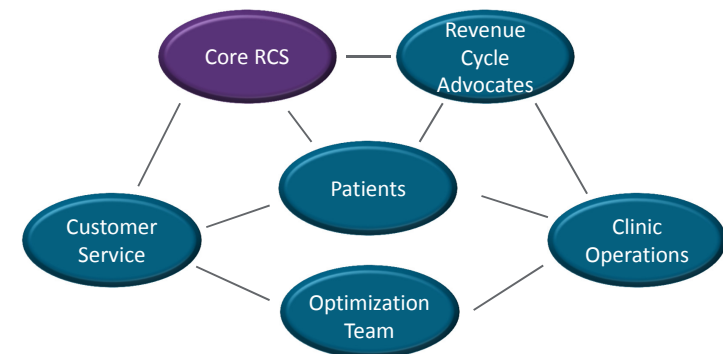 Core RCS
Revenue
Cycle
Advocates
Patients
Customer
Service
Clinic
Operations
Optimization
Team